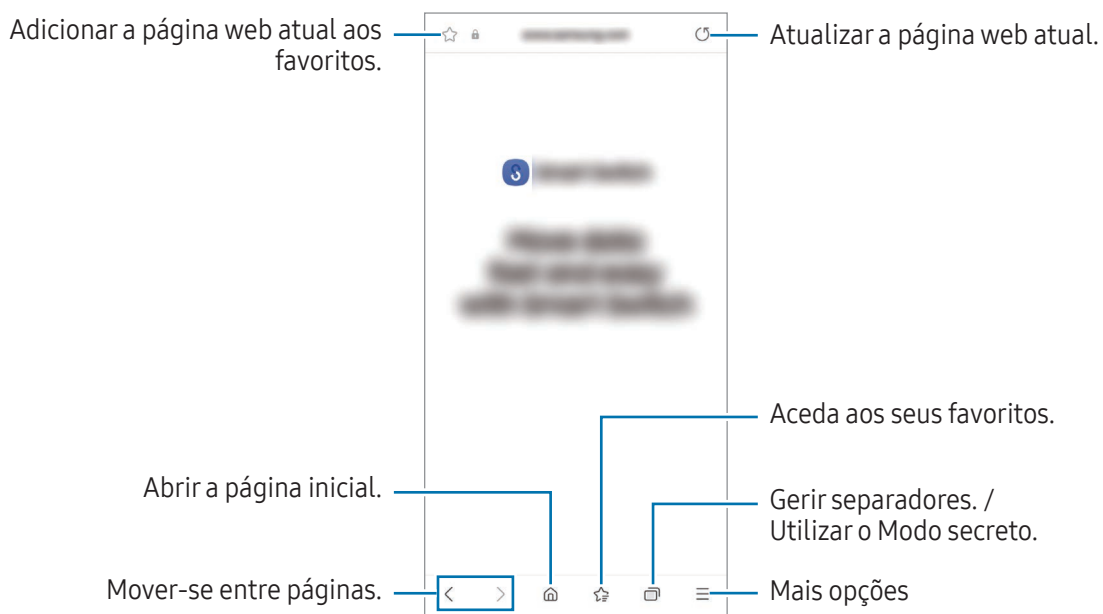 Adicionar a página web atual aos
favoritos.
Atualizar a página web atual.
Aceda aos seus favoritos.
Abrir a página inicial.
Gerir separadores. /
Utilizar o Modo secreto.
Mover-se entre páginas.
Mais opções